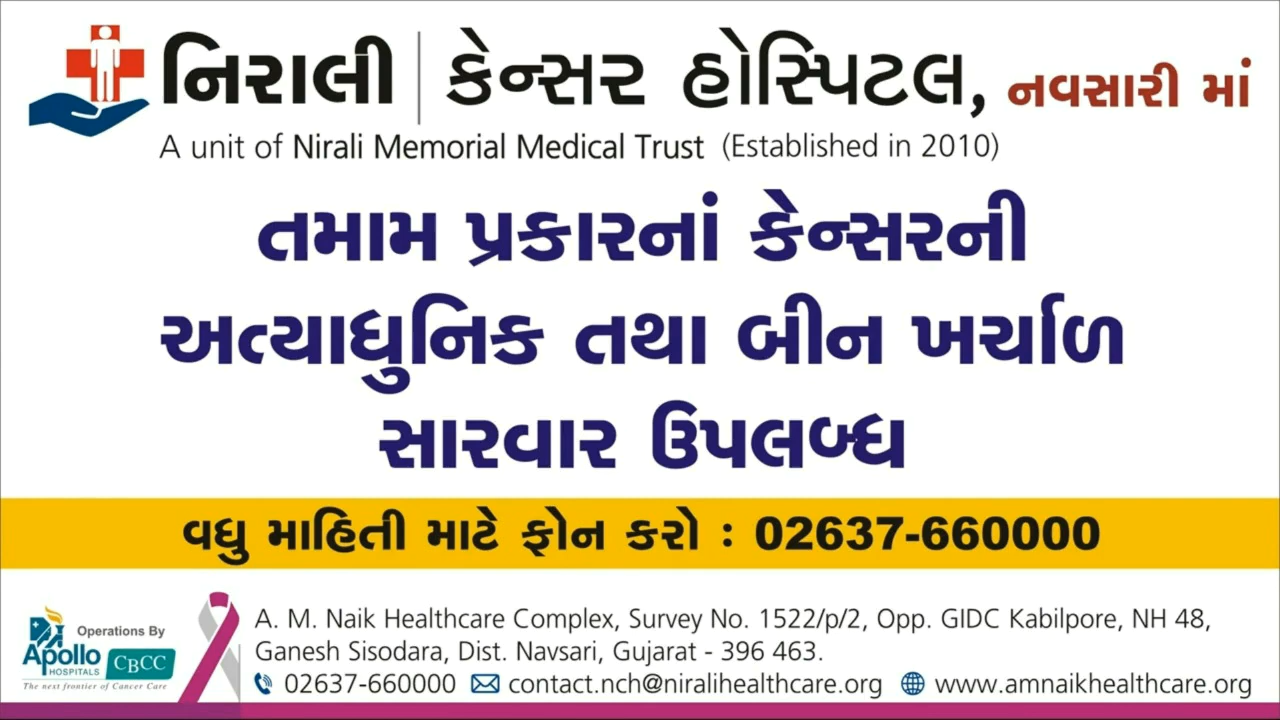 નિરાલી | કેન્સર હોસ્પિટલ, નવસારી માં
A unit of Nirali Memorial Medical Trust (Established in 2010)
તમામ પ્રકારનાં કેન્સરની
અત્યાધુનિક તથા બીન ખર્ચાળ
સારવાર ઉપલબ્ધ
વધુ માહિતી માટે ફોન કરો : 02637-660000
Operations By
Apollo
HOSPITALS
CBCC
The next frontier of Cancer Care
A. M. Naik Healthcare Complex, Survey No. 1522/p/2, Opp. GIDC Kabilpore, NH 48,
Ganesh Sisodara, Dist. Navsari, Gujarat - 396 463.
02637-660000 contact.nch@niralihealthcare.org www.amnaikhealthcare.org